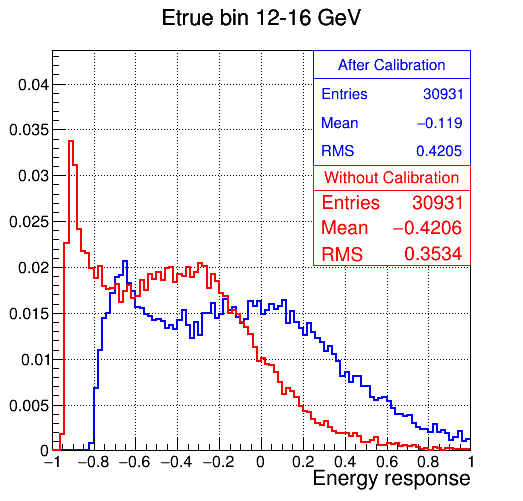 Etrue bin 12-16 GeV
After Calibration
Entries 30931
Mean −0.119
RMS 0.4205
Without Calibration
Entries 30931
Mean −0.4206
RMS 0.3534
0.04
0.035
0.03
0.025
0.02
0.015
0.01
0.005
0
−1 −0.8 −0.6 −0.4 −0.2 0 0.2 0.4 0.6 0.8 1
Energy response